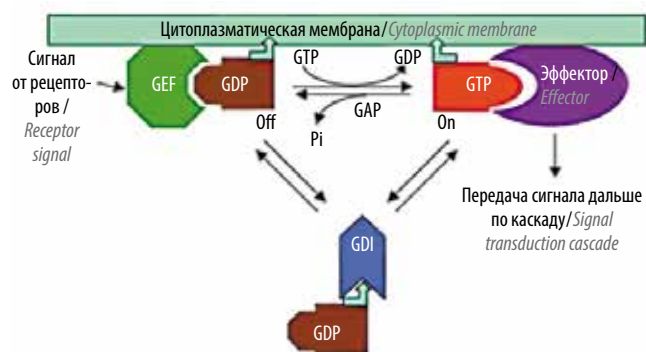 Цитоплазматическая мембрана/Cytoplasmic membrane
Сигнал
от рецепто-
ров /
Receptor
signal
GEF
GDP
Off
GTP
GDP
GAP
Pi
GTP
On
Эффектор /
Effector
Передача сигнала дальше
по каскаду/Signal
transduction cascade
GDI
GDP